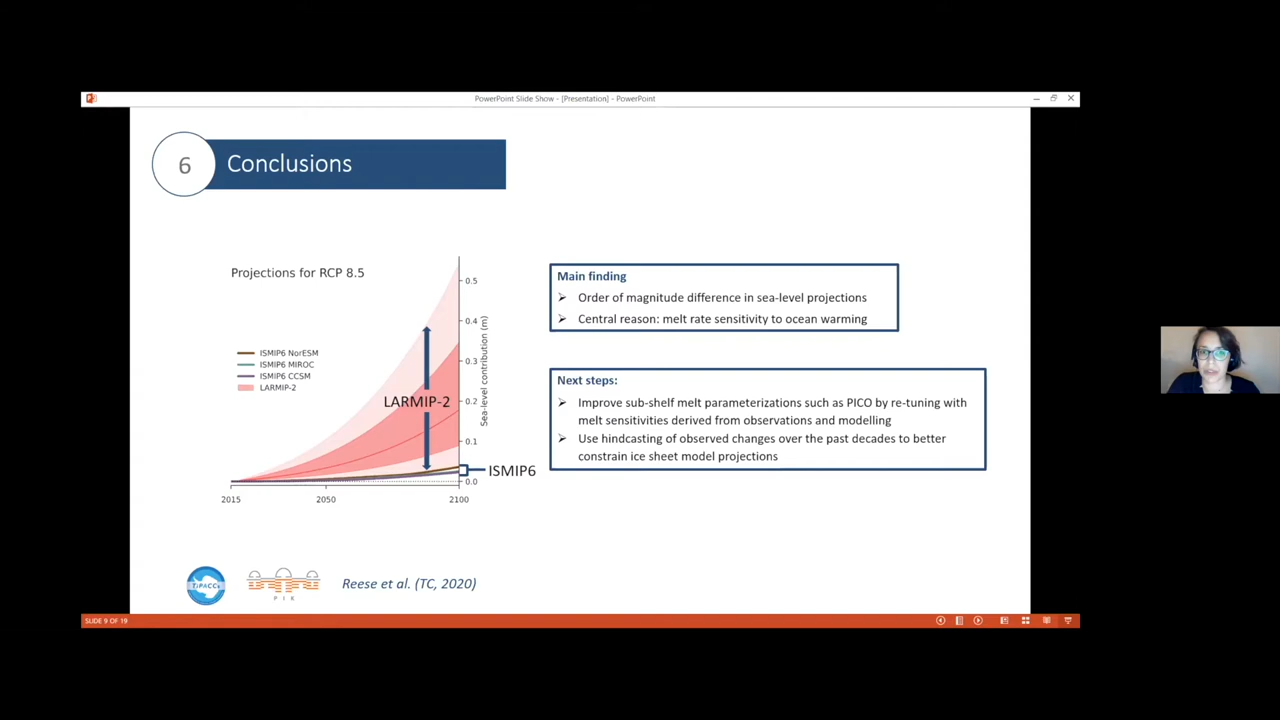 PowerPoint Slide Show - [Presentation] - PowerPoint
6
Conclusions
Projections for RCP 8.5
ISMIP6 NorESM
ISMIP6 MIROC
ISMIP6 CCSM
LARMIP-2
LARMIP-2
0.5
0.4
0.3
0.2
0.1
0.0
Sea-level contribution (m)
ISMIP6
2015
2050
2100
Main finding
➢ Order of magnitude difference in sea-level projections
➢ Central reason: melt rate sensitivity to ocean warming
Next steps:
➢ Improve sub-shelf melt parameterizations such as PICO by re-tuning with
melt sensitivities derived from observations and modelling
➢ Use hindcasting of observed changes over the past decades to better
constrain ice sheet model projections
TiPACCs
PIK
Reese et al. (TC, 2020)
SLIDE 9 OF 19